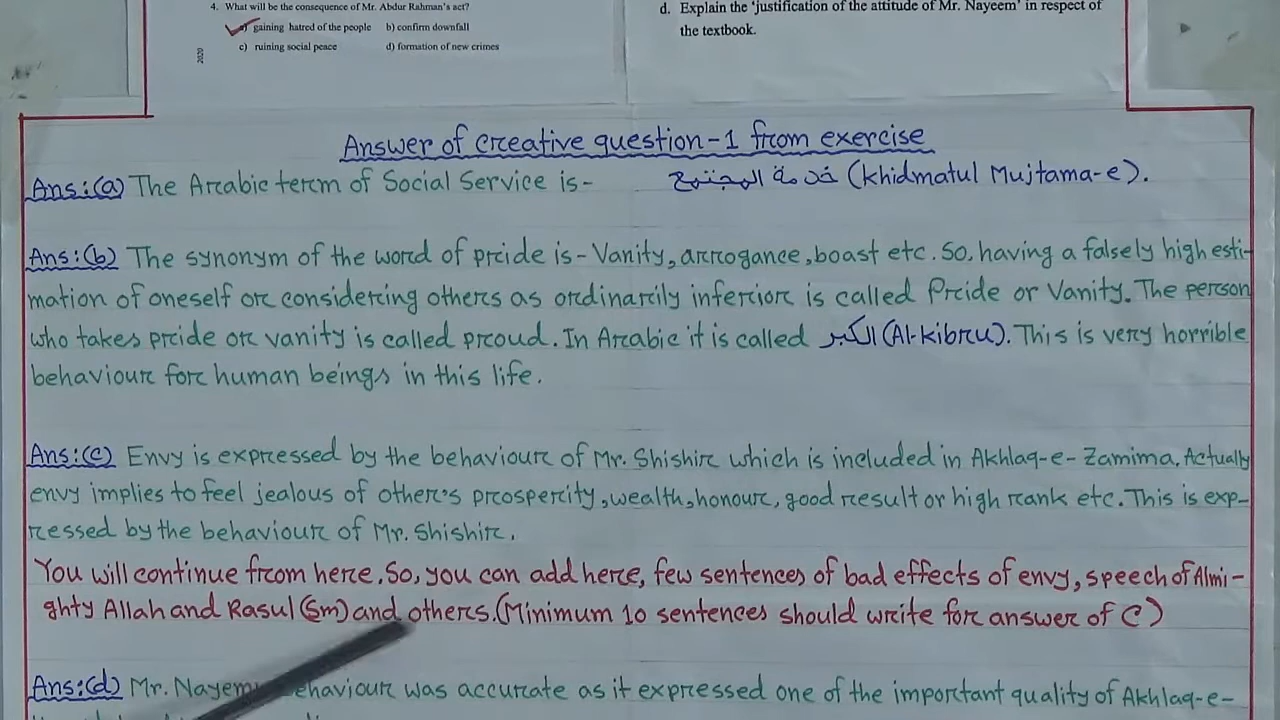 4. What will be the consequence of Mr. Abdur Rahman's act?
a) gaining hatred of the people b) confirm downfall
c) ruining social peace d) formation of new crimes
2020
d. Explain the 'justification of the attitude of Mr. Nayeem' in respect of
the textbook.
Answer of creative question-1 from exercise
Ans:(a) The Arabic term of Social Service is- خدمة المجتمع (Khidmatul Mujtama-e).
Ans:(b) The synonym of the word of pride is- Vanity, arrogance, boast etc. So, having a falsely high esti-
mation of oneself or considering others as ordinarily inferior is called Pride or Vanity. The person
who takes pride or vanity is called proud. In Arabic it is called الكبر (Al-kibru). This is very horrible
behaviour for human beings in this life.
Ans:(c) Envy is expressed by the behaviour of Mr. Shishir which is included in Akhlaq-e-Zamima. Actually
envy implies to feel jealous of other's prosperity, wealth, honour, good result or high rank etc. This is exp-
ressed by the behaviour of Mr. Shishir.
You will continue from here. So, you can add here, few sentences of bad effects of envy, speech of Almi-
ghty Allah and Rasul (Sm) and others. (Minimum 10 sentences should write for answer of C)
Ans:(d) Mr. Nayem behaviour was accurate as it expressed one of the important quality of Akhlaq-e-